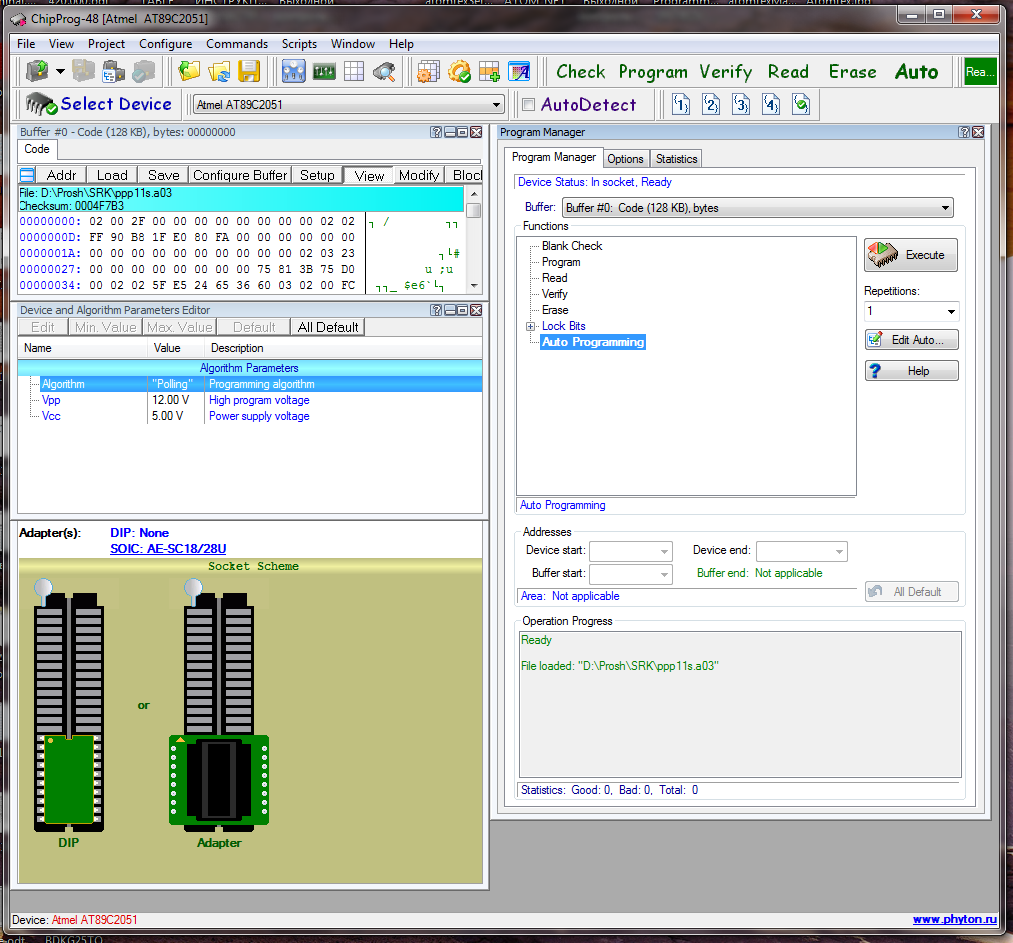 ChipProg-48 [Atmel AT89C2051]
File View Project Configure Commands Scripts Window Help
Check Program Verify Read Erase Auto Rea...
Select Device Atmel AT89C2051 AutoDetect 1 2 3 4
Buffer #0 - Code (128 KB), bytes: 00000000
Code
Addr Load Save Configure Buffer Setup View Modify Bloc
File: D:\Prosh\SRK\ppp11s.a03
Checksum: 0004F7B3
00000000: 02 00 2F 00 00 00 00 00 00 00 00 02 02
0000000D: FF 90 B8 1F E0 80 FA 00 00 00 00 00 00
0000001A: 00 00 00 00 00 00 00 00 00 00 02 03 23
00000027: 00 00 00 00 00 00 00 00 75 81 3B 75 D0
00000034: 00 02 02 5F E5 24 65 36 60 03 02 00 FC
Device and Algorithm Parameters Editor
Edit Min. Value Max. Value Default All Default
Name Value Description
Algorithm Parameters
Algorithm "Polling" Programming algorithm
Vpp 12.00 V High program voltage
Vcc 5.00 V Power supply voltage
Adapter(s): DIP: None
SOIC: AE-SC18/28U
Socket Scheme
or
DIP Adapter
Program Manager
Program Manager Options Statistics
Device Status: In socket, Ready
Buffer: Buffer #0: Code (128 KB), bytes
Functions
Blank Check
Program
Read
Verify
Erase
Lock Bits
Auto Programming
Execute
Repetitions:
1
Edit Auto...
Help
Auto Programming
Addresses
Device start: Device end:
Buffer start: Buffer end: Not applicable
Area: Not applicable
All Default
Operation Progress
Ready
File loaded: "D:\Prosh\SRK\ppp11s.a03"
Statistics: Good: 0, Bad: 0, Total: 0
Device: Atmel AT89C2051
www.phyton.ru